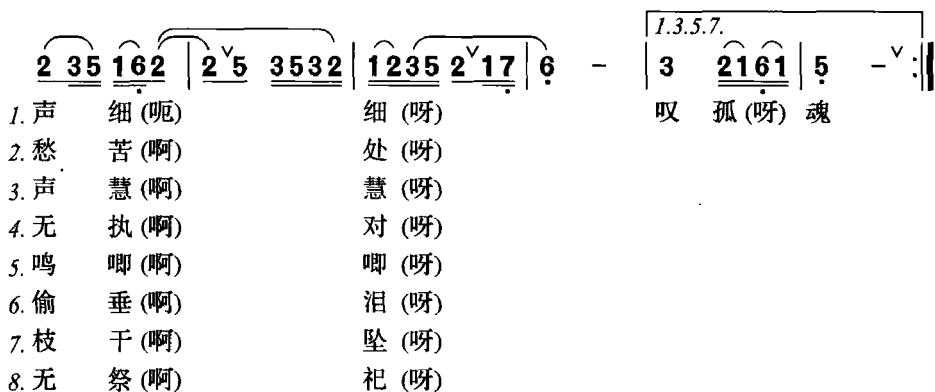 1.3.5.7.
2 35 162 | 2 ∨5 3532 | 1235 2∨17 | 6 - | 3 2161 | 5 -∨ :‖
1. 声 细(呃) 细(呀) 叹 孤(呀) 魂
2. 愁 苦(啊) 处(呀)
3. 声 慧(啊) 慧(呀)
4. 无 执(啊) 对(呀)
5. 鸣 唧(啊) 唧(呀)
6. 偷 垂(啊) 泪(呀)
7. 枝 干(啊) 坠(呀)
8. 无 祭(啊) 祀(呀)